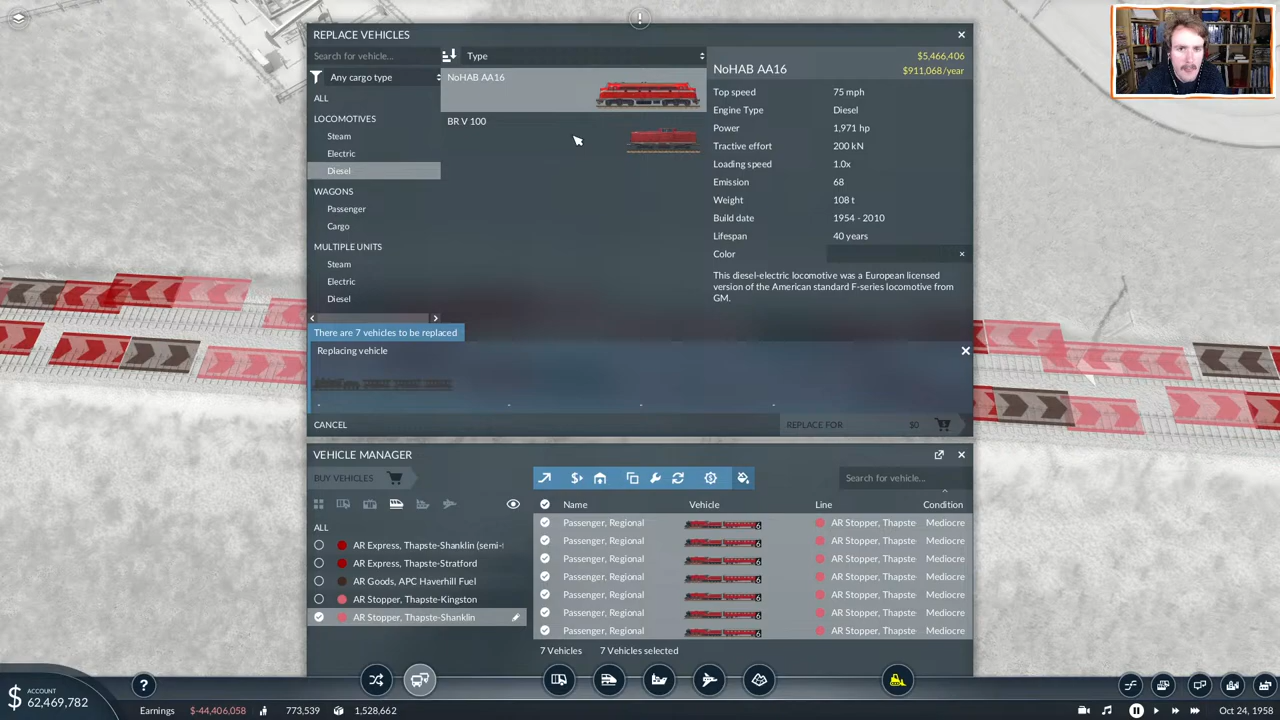 REPLACE VEHICLES
Search for vehicle...
Type
Any cargo type
ALL
LOCOMOTIVES
Steam
Electric
Diesel
WAGONS
Passenger
Cargo
MULTIPLE UNITS
Steam
Electric
Diesel
NoHAB AA16
BR V 100
$5,466,406
NoHAB AA16
$911,068/year
Top speed 75 mph
Engine Type Diesel
Power 1,971 hp
Tractive effort 200 kN
Loading speed 1.0x
Emission 68
Weight 108 t
Build date 1954 - 2010
Lifespan 40 years
Color
This diesel-electric locomotive was a European licensed
version of the American standard F-series locomotive from
GM.
There are 7 vehicles to be replaced
Replacing vehicle
- - - -
CANCEL
REPLACE FOR $0
VEHICLE MANAGER
BUY VEHICLES
Search for vehicle...
ALL
AR Express, Thapste-Shanklin (semi-
AR Express, Thapste-Stratford
AR Goods, APC Haverhill Fuel
AR Stopper, Thapste-Kingston
AR Stopper, Thapste-Shanklin
Name Vehicle Line Condition
Passenger, Regional 6 AR Stopper, Thapste- Mediocre
Passenger, Regional 6 AR Stopper, Thapste- Mediocre
Passenger, Regional 6 AR Stopper, Thapste- Mediocre
Passenger, Regional 6 AR Stopper, Thapste- Mediocre
Passenger, Regional 6 AR Stopper, Thapste- Mediocre
Passenger, Regional 6 AR Stopper, Thapste- Mediocre
Passenger, Regional 6 AR Stopper, Thapste- Mediocre
7 Vehicles 7 Vehicles selected
ACCOUNT
$ 62,469,782
?
Earnings $-44,406,058 773,539 1,528,662
Oct 24, 1958